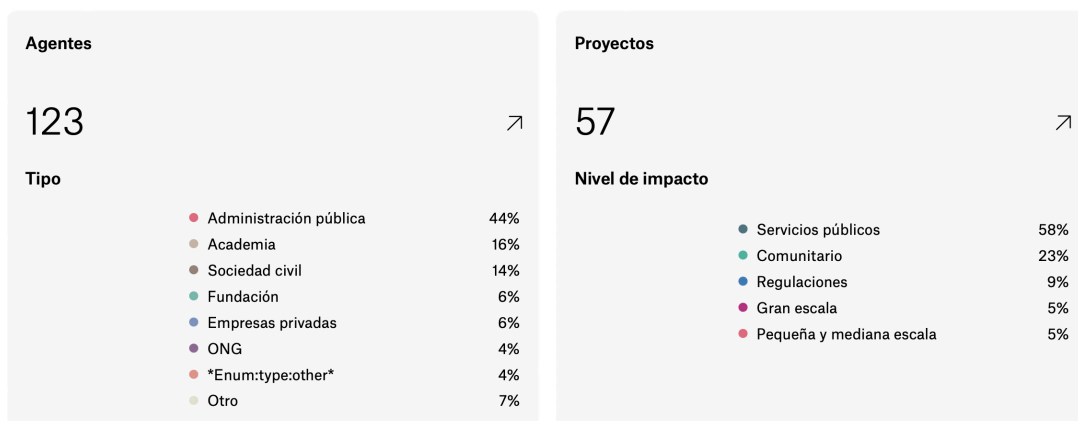 Agentes
123
Tipo
Administración pública 44%
Academia 16%
Sociedad civil 14%
Fundación 6%
Empresas privadas 6%
ONG 4%
*Enum:type:other* 4%
Otro 7%
Proyectos
57
Nivel de impacto
Servicios públicos 58%
Comunitario 23%
Regulaciones 9%
Gran escala 5%
Pequeña y mediana escala 5%